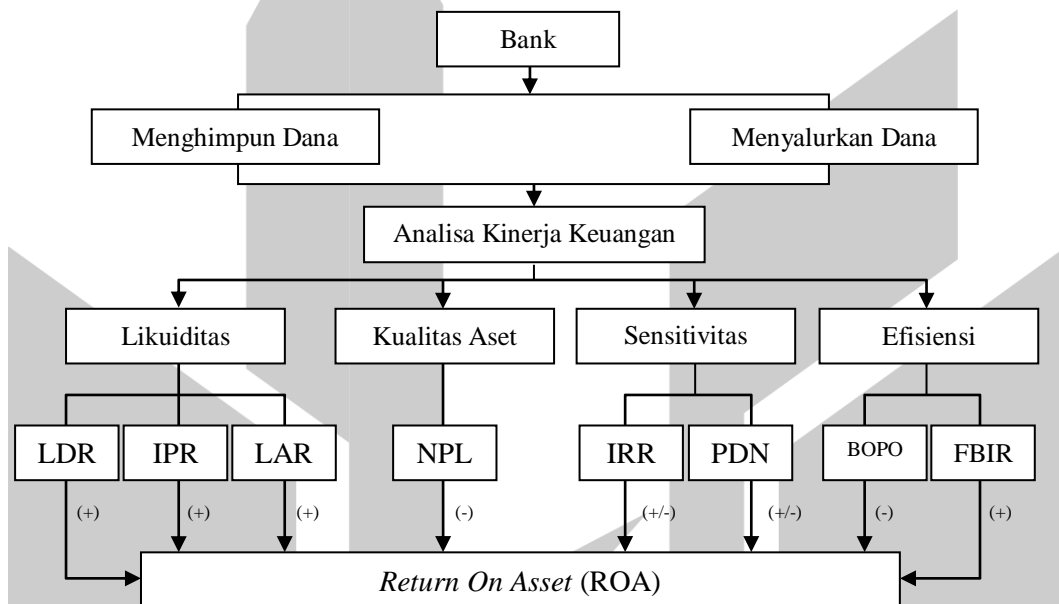 Bank
Menghimpun Dana
Menyalurkan Dana
Analisa Kinerja Keuangan
Likuiditas
Kualitas Aset
Sensitivitas
Efisiensi
LDR
IPR
LAR
NPL
IRR
PDN
BOPO
FBIR
(+)
(+)
(+)
(-)
(+/-)
(+/-)
(-)
(+)
Return On Asset (ROA)